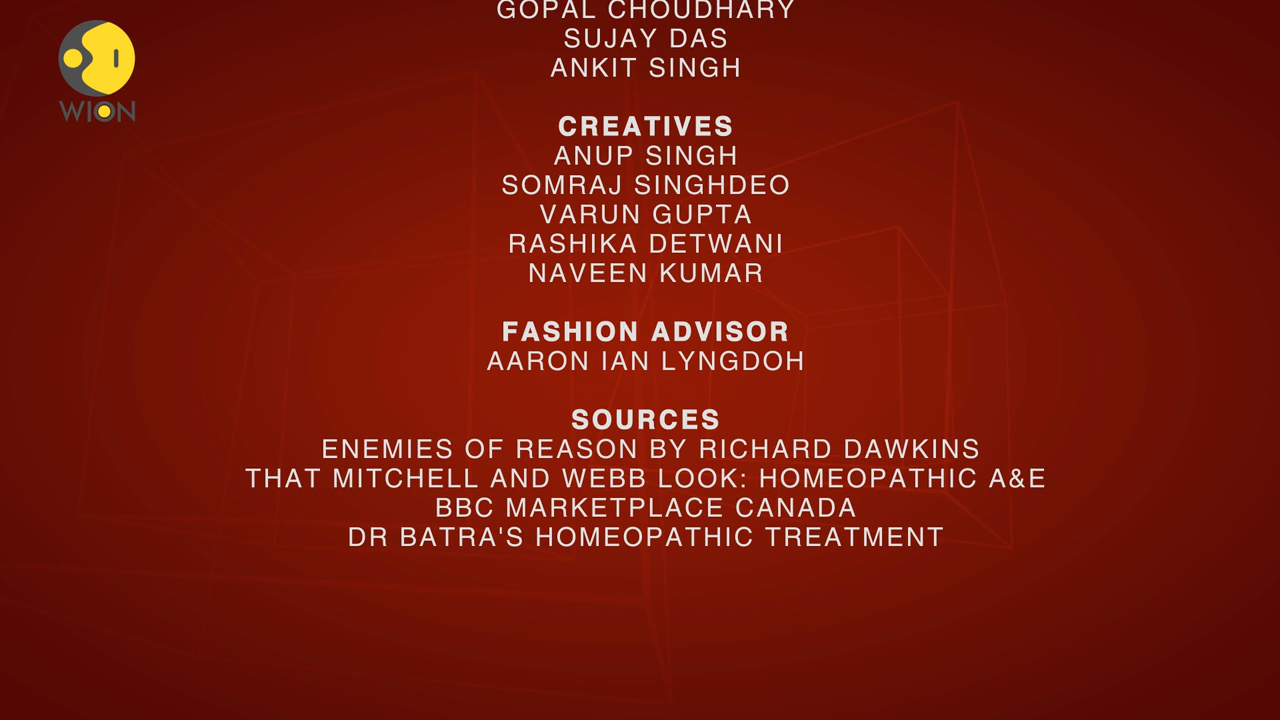 GOPAL CHOUDHARY
SUJAY DAS
ANKIT SINGH
CREATIVES
ANUP SINGH
SOMRAJ SINGHDEO
VARUN GUPTA
RASHIKA DETWANI
NAVEEN KUMAR
FASHION ADVISOR
AARON IAN LYNGDOH
SOURCES
ENEMIES OF REASON BY RICHARD DAWKINS
THAT MITCHELL AND WEBB LOOK: HOMEOPATHIC A&E
BBC MARKETPLACE CANADA
DR BATRA'S HOMEOPATHIC TREATMENT
WION